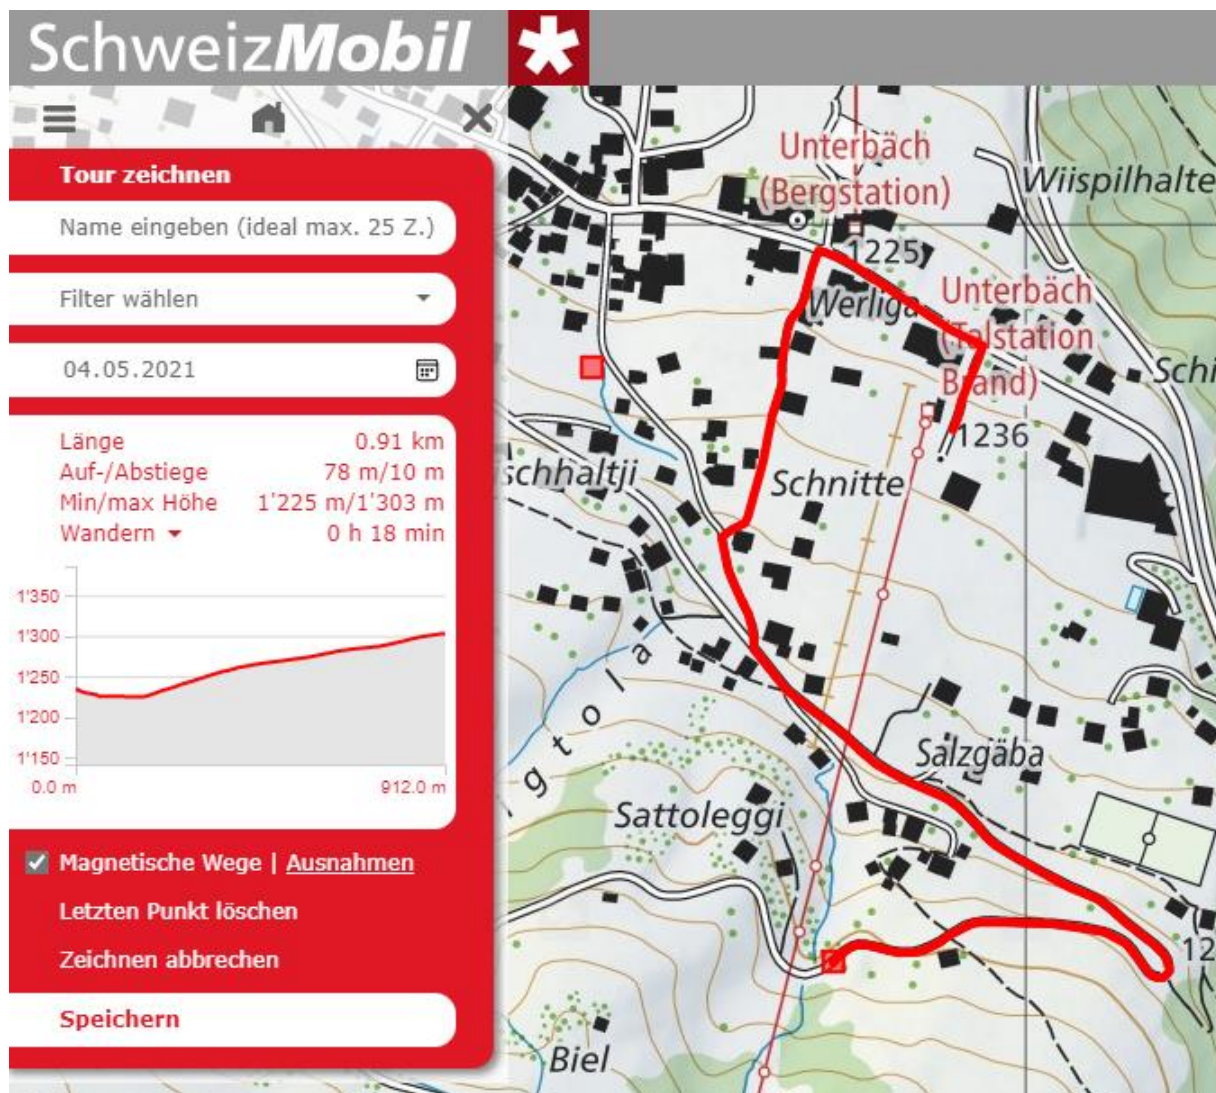 SchweizMobil
Tour zeichnen
Name eingeben (ideal max. 25 Z.)
Filter wählen
04.05.2021
Länge 0.91 km
Auf-/Abstiege 78 m/10 m
Min/max Höhe 1'225 m/1'303 m
Wandern 0 h 18 min
1'350
1'300
1'250
1'200
1'150
0.0 m 912.0 m
Magnetische Wege | Ausnahmen
Letzten Punkt löschen
Zeichnen abbrechen
Speichern
Unterbäch
(Bergstation)
Wiispilhalte
1225
Werliga
Unterbäch
(Talstation
Brand)
Schi
1236
schhaltji
Schnitte
gtola
Salzgäba
Sattoleggi
12
Biel